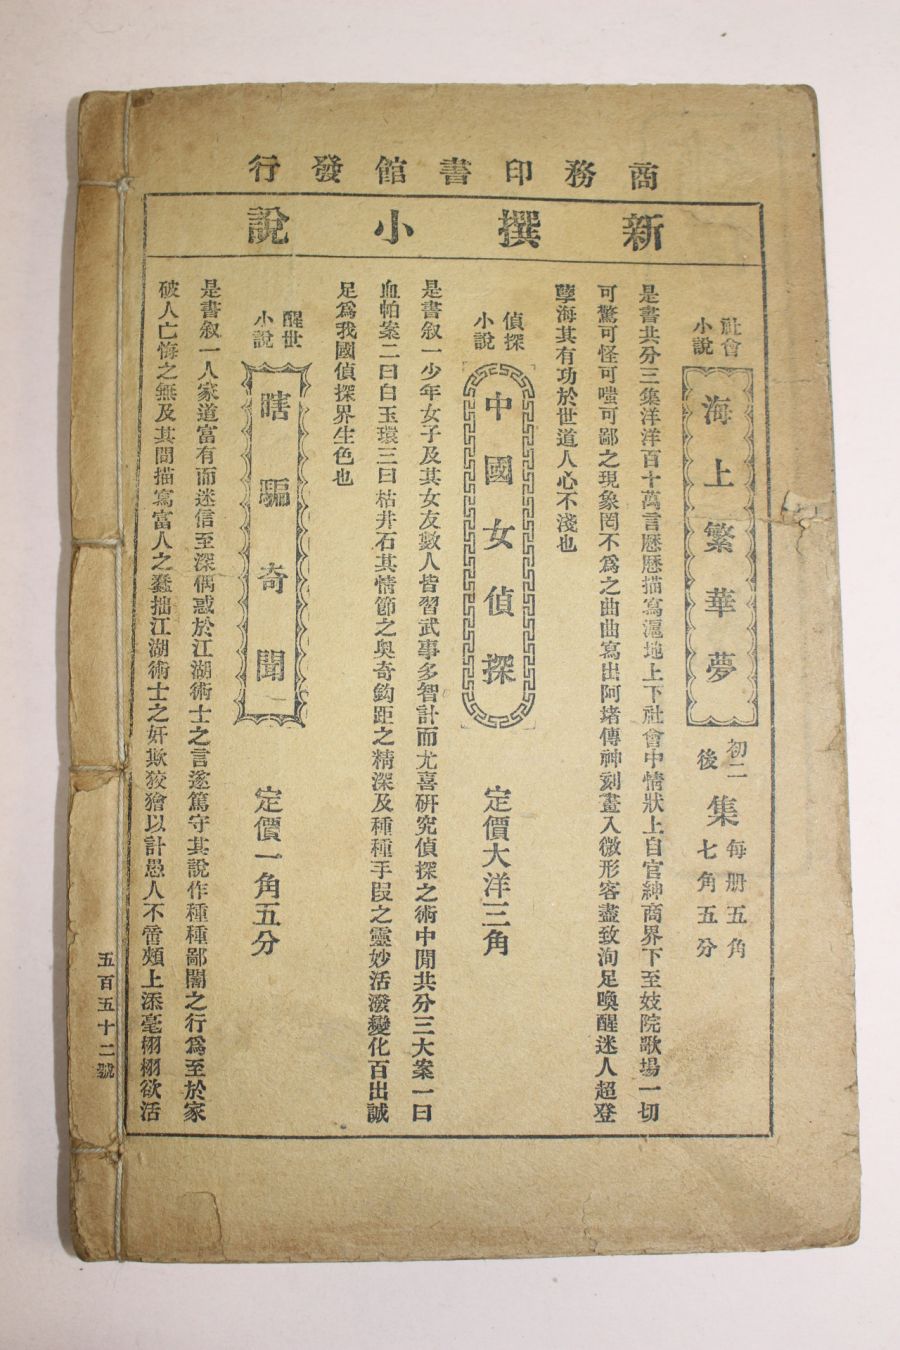 商務印書館發行
新撰小說
社會小說
海上繁華夢
初二後集
每册五角
七角五分
是書共分三集洋洋百十萬言歷歷描寫滬地上下社會中情狀上自官紳商界下至妓院歌場一切
可驚可怪可嗤可鄙之現象罔不爲之曲曲寫出阿堵傳神刻畫入微形容盡致洵足喚醒迷人超登
孽海其有功於世道人心不淺也
偵探小說
中國女偵探
定價大洋三角
是書叙一少年女子及其女友數人皆習武事多智計而尤喜研究偵探之術中間共分三大案一曰
血帕案二曰白玉環三曰枯井石其情節之奥奇鈎距之精深及種種手段之靈妙活潑變化百出誠
足爲我國偵探界生色也
醒世小說
瞎騙奇聞
定價一角五分
是書叙一人家道富有而迷信至深偶惑於江湖術士之言遂篤守其說作種種鄙闇之行爲至於家
破人亡悔之無及其間描寫富人之蠢拙江湖術士之奸欺狡獪以計愚人不啻頰上添毫栩栩欲活
五百五十二號